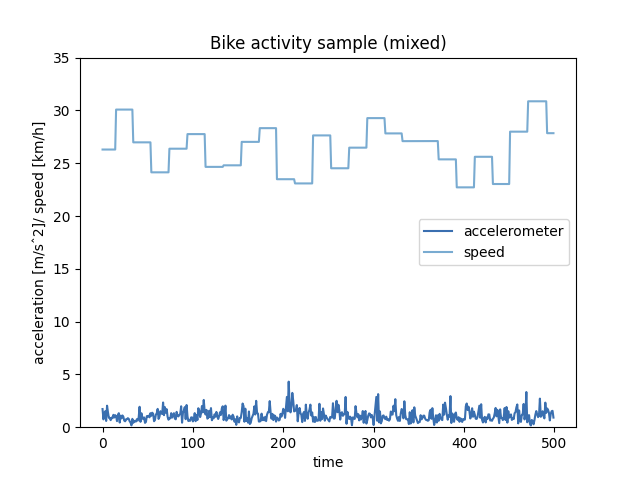 Bike activity sample (mixed)
35
30
25
20
15
10
5
0
acceleration [m/s^2]/ speed [km/h]
accelerometer
speed
0 100 200 300 400 500
time